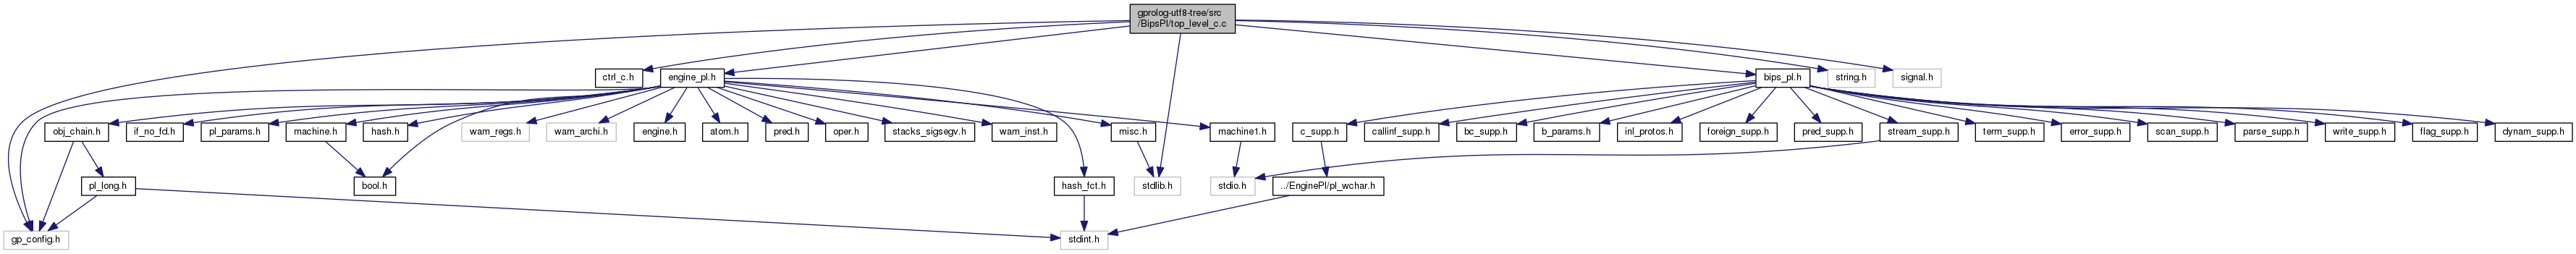 gprolog-utf8-tree/src
/BipsPl/top_level_c.c
ctrl_c.h
engine_pl.h
bips_pl.h
string.h
signal.h
obj_chain.h
if_no_fd.h
pl_params.h
machine.h
hash.h
wam_regs.h
wam_archi.h
engine.h
atom.h
pred.h
oper.h
stacks_sigsegv.h
wam_inst.h
misc.h
machine1.h
c_supp.h
callinf_supp.h
bc_supp.h
b_params.h
inl_protos.h
foreign_supp.h
pred_supp.h
stream_supp.h
term_supp.h
error_supp.h
scan_supp.h
parse_supp.h
write_supp.h
flag_supp.h
dynam_supp.h
pl_long.h
bool.h
hash_fct.h
stdlib.h
stdio.h
../EnginePl/pl_wchar.h
gp_config.h
stdint.h